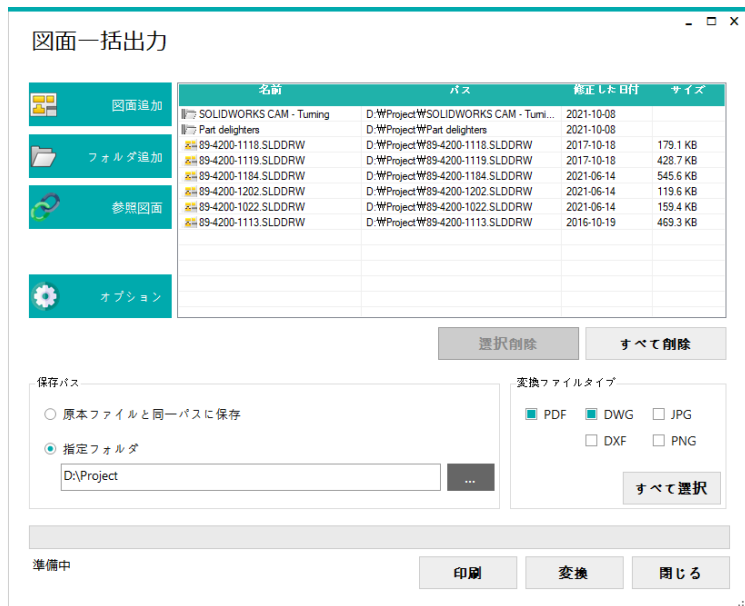 図面一括出力
図面追加
フォルダ追加
参照図面
オプション
名前 パス 修正した日付 サイズ
SOLIDWORKS CAM - Turning D:₩Project₩SOLIDWORKS CAM - Turni... 2021-10-08
Part delighters D:₩Project₩Part delighters 2021-10-08
89-4200-1118.SLDDRW D:₩Project₩89-4200-1118.SLDDRW 2017-10-18 179.1 KB
89-4200-1119.SLDDRW D:₩Project₩89-4200-1119.SLDDRW 2017-10-18 428.7 KB
89-4200-1184.SLDDRW D:₩Project₩89-4200-1184.SLDDRW 2021-06-14 545.6 KB
89-4200-1202.SLDDRW D:₩Project₩89-4200-1202.SLDDRW 2021-06-14 119.6 KB
89-4200-1022.SLDDRW D:₩Project₩89-4200-1022.SLDDRW 2021-06-14 159.4 KB
89-4200-1113.SLDDRW D:₩Project₩89-4200-1113.SLDDRW 2016-10-19 469.3 KB
選択削除 すべて削除
保存パス
原本ファイルと同一パスに保存
指定フォルダ
D:\Project ...
変換ファイルタイプ
PDF DWG JPG
DXF PNG
すべて選択
準備中
印刷 変換 閉じる